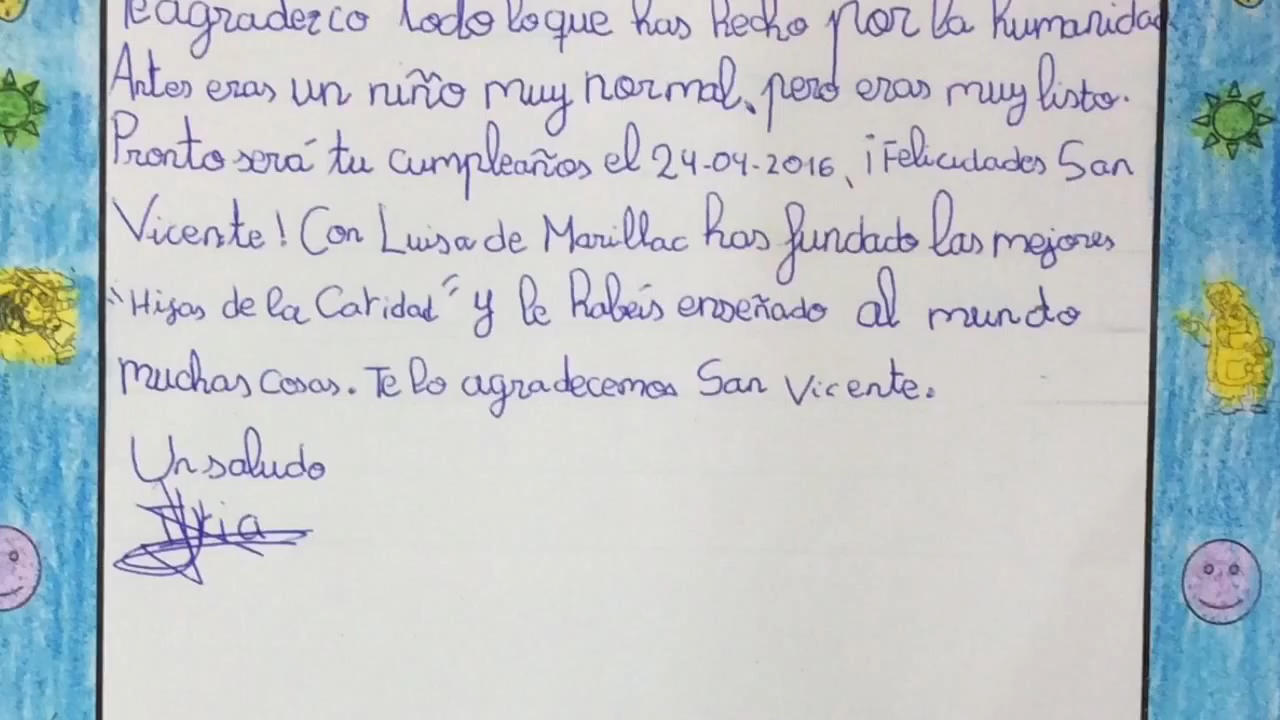 Te agradezco todo lo que has hecho por la humanidad
Antes eras un niño muy normal, pero eras muy listo.
Pronto será tu cumpleaños el 24-04-2016, ¡Feliculades San
Vicente! Con Luisa de Marillac has fundado las mejores
"Hijas de la Caridad" y le habéis enseñado al mundo
muchas cosas. Te lo agradecemos San Vicente.
Un saludo